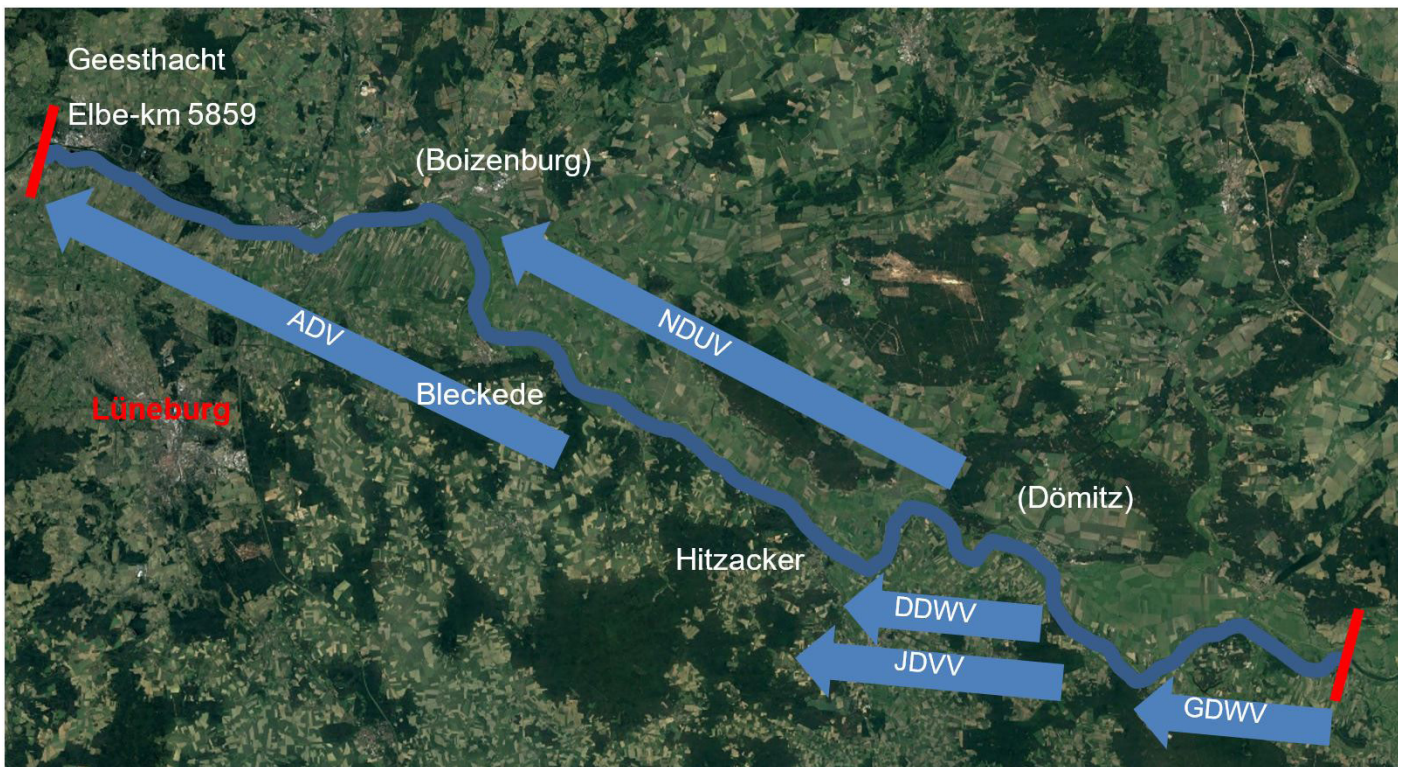 Geesthacht
Elbe-km 5859
(Boizenburg)
ADV
NDUV
Bleckede
Lüneburg
(Dömitz)
Hitzacker
DDWV
JDVV
GDWV